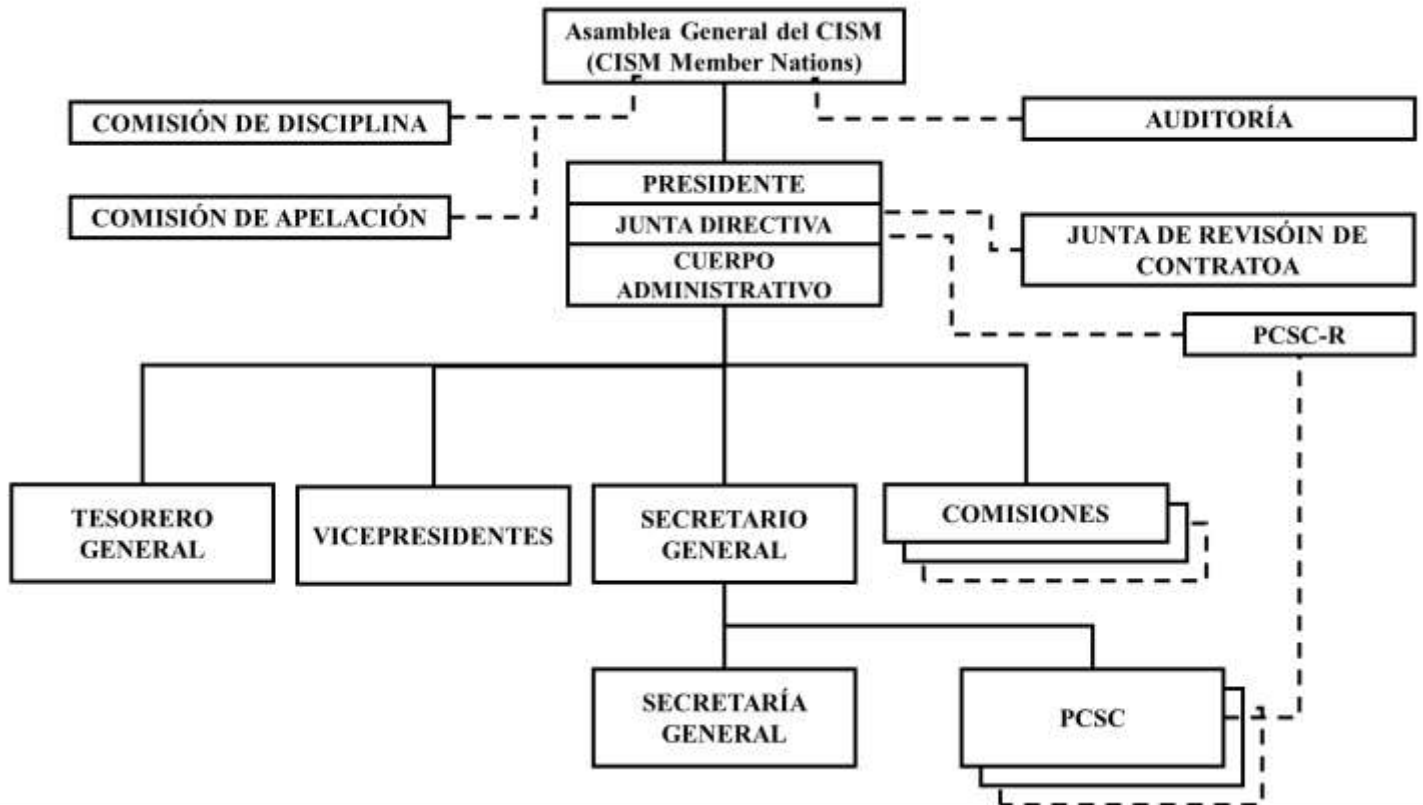 Asamblea General del CISM
(CISM Member Nations)
COMISIÓN DE DISCIPLINA
AUDITORÍA
PRESIDENTE
COMISIÓN DE APELACIÓN
JUNTA DIRECTIVA
JUNTA DE REVISÓIN DE
CONTRATOA
CUERPO
ADMINISTRATIVO
PCSC-R
TESORERO
GENERAL
VICEPRESIDENTES
SECRETARIO
GENERAL
COMISIONES
SECRETARÍA
GENERAL
PCSC